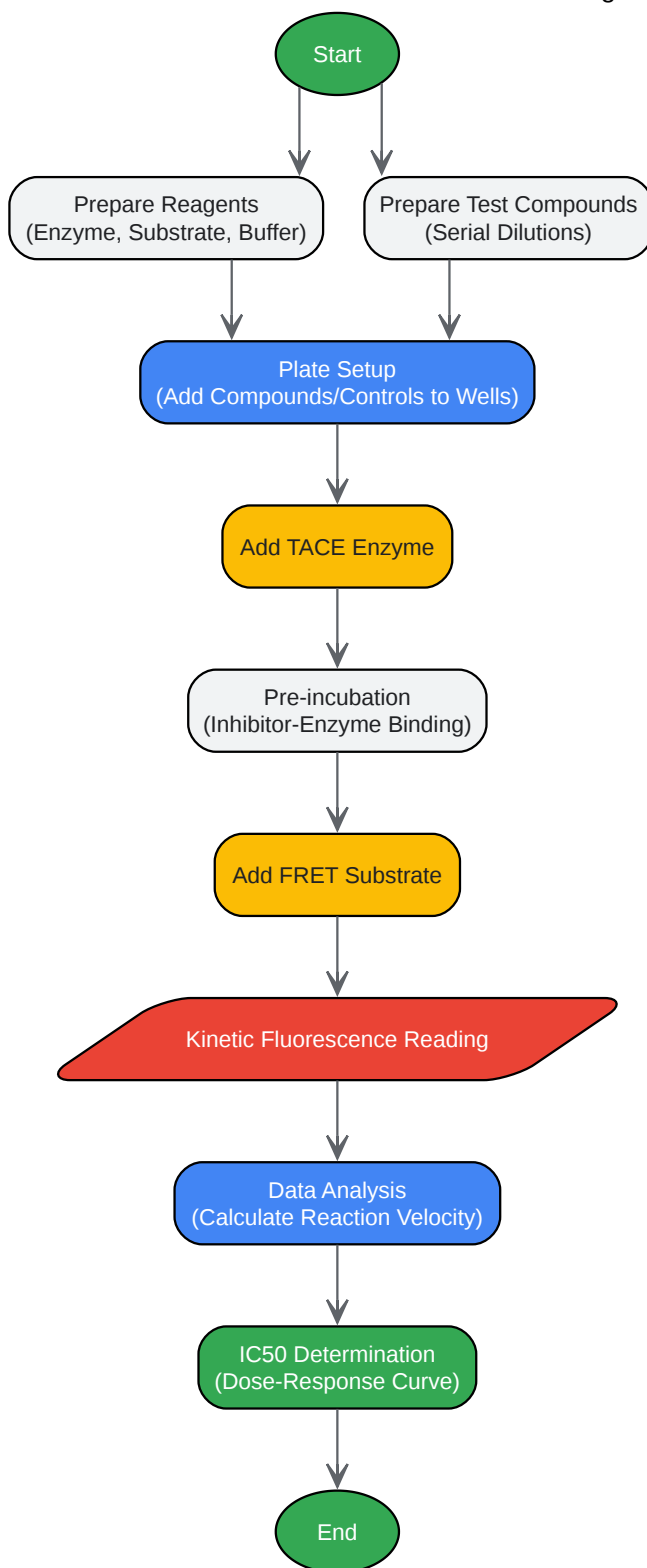 Start
Prepare Reagents
(Enzyme, Substrate, Buffer)
Prepare Test Compounds
(Serial Dilutions)
Plate Setup
(Add Compounds/Controls to Wells)
Add TACE Enzyme
Pre-incubation
(Inhibitor-Enzyme Binding)
Add FRET Substrate
Kinetic Fluorescence Reading
Data Analysis
(Calculate Reaction Velocity)
IC50 Determination
(Dose-Response Curve)
End